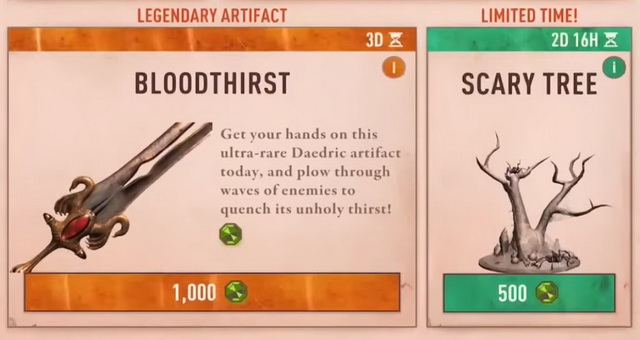 LEGENDARY ARTIFACT
3D
i
BLOODTHIRST
Get your hands on this
ultra-rare Daedric artifact
today, and plow through
waves of enemies to
quench its unholy thirst!
1,000
LIMITED TIME!
2D 16H
i
SCARY TREE
500